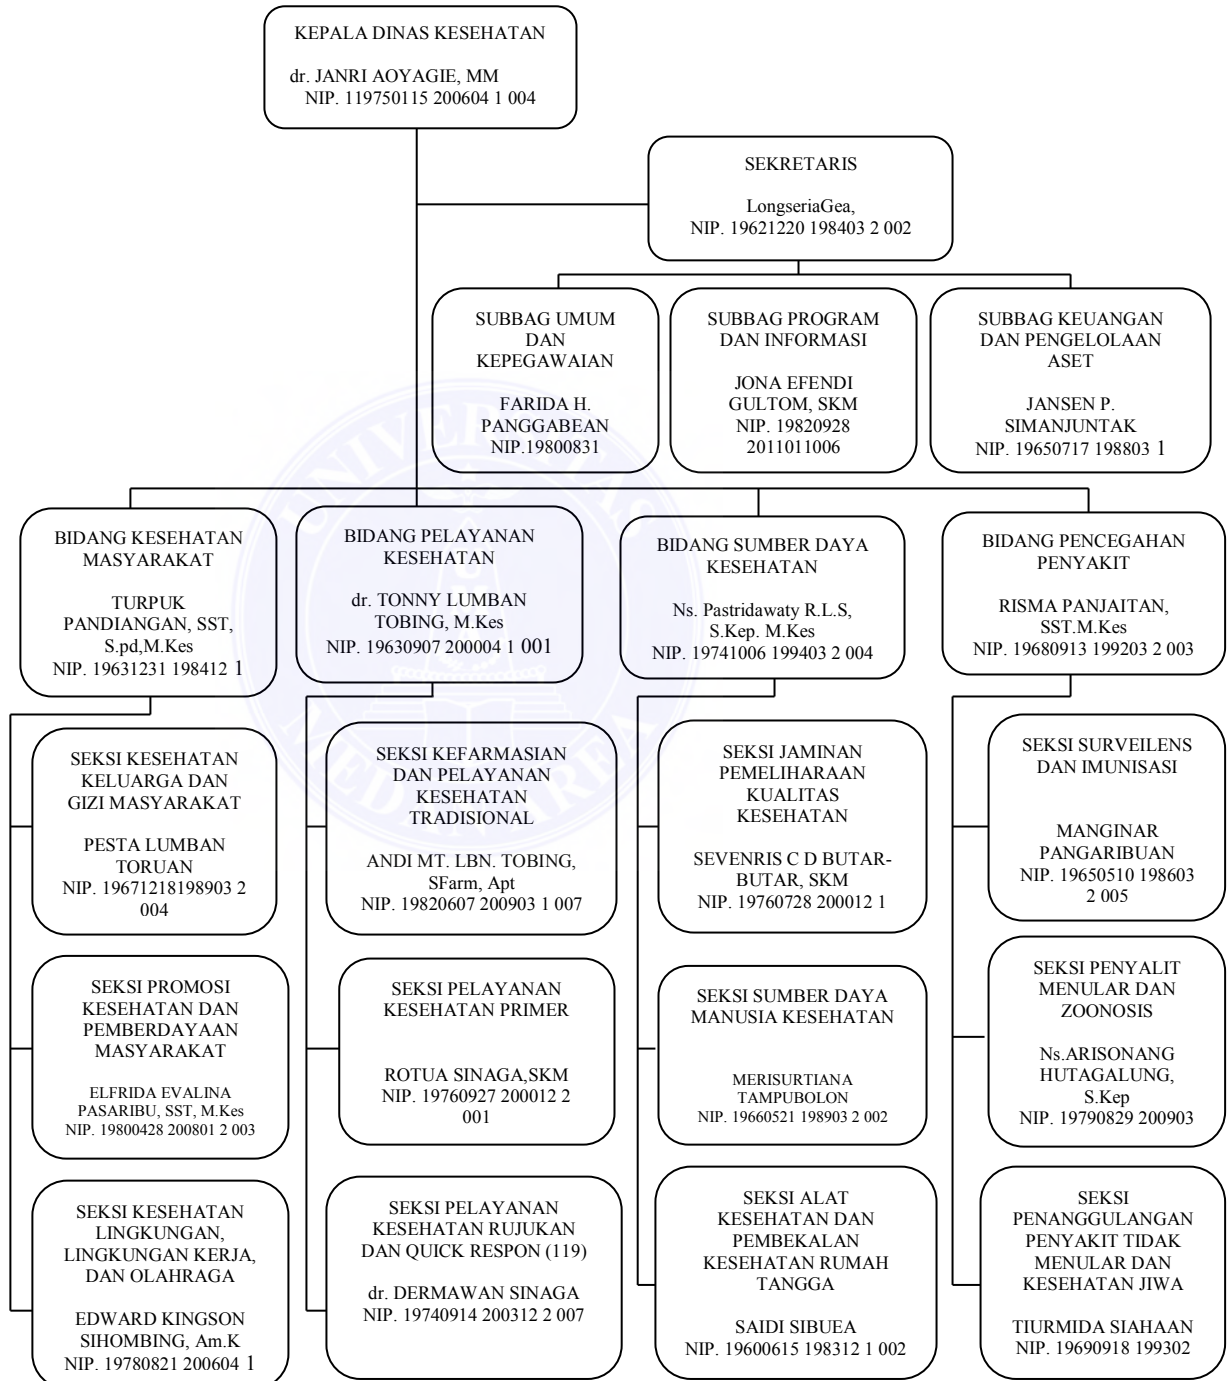 KEPALA DINAS KESEHATAN
dr. JANRI AOYAGIE, MM
NIP. 119750115 200604 1 004
SEKRETARIS
LongseriaGea,
NIP. 19621220 198403 2 002
SUBBAG UMUM
DAN
KEPEGAWAIAN
FARIDA H.
PANGGABEAN
NIP.19800831
SUBBAG PROGRAM
DAN INFORMASI
JONA EFENDI
GULTOM, SKM
NIP. 19820928
2011011006
SUBBAG KEUANGAN
DAN PENGELOLAAN
ASET
JANSEN P.
SIMANJUNTAK
NIP. 19650717 198803 1
BIDANG KESEHATAN
MASYARAKAT
TURPUK
PANDIANGAN, SST,
S.pd,M.Kes
NIP. 19631231 198412 1
BIDANG PELAYANAN
KESEHATAN
dr. TONNY LUMBAN
TOBING, M.Kes
NIP. 19630907 200004 1 001
BIDANG SUMBER DAYA
KESEHATAN
Ns. Pastridawaty R.L.S,
S.Kep. M.Kes
NIP. 19741006 199403 2 004
BIDANG PENCEGAHAN
PENYAKIT
RISMA PANJAITAN,
SST.M.Kes
NIP. 19680913 199203 2 003
SEKSI KESEHATAN
KELUARGA DAN
GIZI MASYARAKAT
PESTA LUMBAN
TORUAN
NIP. 19671218198903 2
004
SEKSI KEFARMASIAN
DAN PELAYANAN
KESEHATAN
TRADISIONAL
ANDI MT. LBN. TOBING,
SFarm, Apt
NIP. 19820607 200903 1 007
SEKSI JAMINAN
PEMELIHARAAN
KUALITAS
KESEHATAN
SEVENRIS C D BUTAR-
BUTAR, SKM
NIP. 19760728 200012 1
SEKSI SURVEILENS
DAN IMUNISASI
MANGINAR
PANGARIBUAN
NIP. 19650510 198603
2 005
SEKSI PROMOSI
KESEHATAN DAN
PEMBERDAYAAN
MASYARAKAT
ELFRIDA EVALINA
PASARIBU, SST, M.Kes
NIP. 19800428 200801 2 003
SEKSI PELAYANAN
KESEHATAN PRIMER
ROTUA SINAGA,SKM
NIP. 19760927 200012 2
001
SEKSI SUMBER DAYA
MANUSIA KESEHATAN
MERISURTIANA
TAMPUBOLON
NIP. 19660521 198903 2 002
SEKSI PENYALIT
MENULAR DAN
ZOONOSIS
Ns.ARISONANG
HUTAGALUNG,
S.Kep
NIP. 19790829 200903
SEKSI KESEHATAN
LINGKUNGAN,
LINGKUNGAN KERJA,
DAN OLAHRAGA
EDWARD KINGSON
SIHOMBING, Am.K
NIP. 19780821 200604 1
SEKSI PELAYANAN
KESEHATAN RUJUKAN
DAN QUICK RESPON (119)
dr. DERMAWAN SINAGA
NIP. 19740914 200312 2 007
SEKSI ALAT
KESEHATAN DAN
PEMBEKALAN
KESEHATAN RUMAH
TANGGA
SAIDI SIBUEA
NIP. 19600615 198312 1 002
SEKSI
PENANGGULANGAN
PENYAKIT TIDAK
MENULAR DAN
KESEHATAN JIWA
TIURMIDA SIAHAAN
NIP. 19690918 199302
UNIVERSITAS
MEDAN AREA